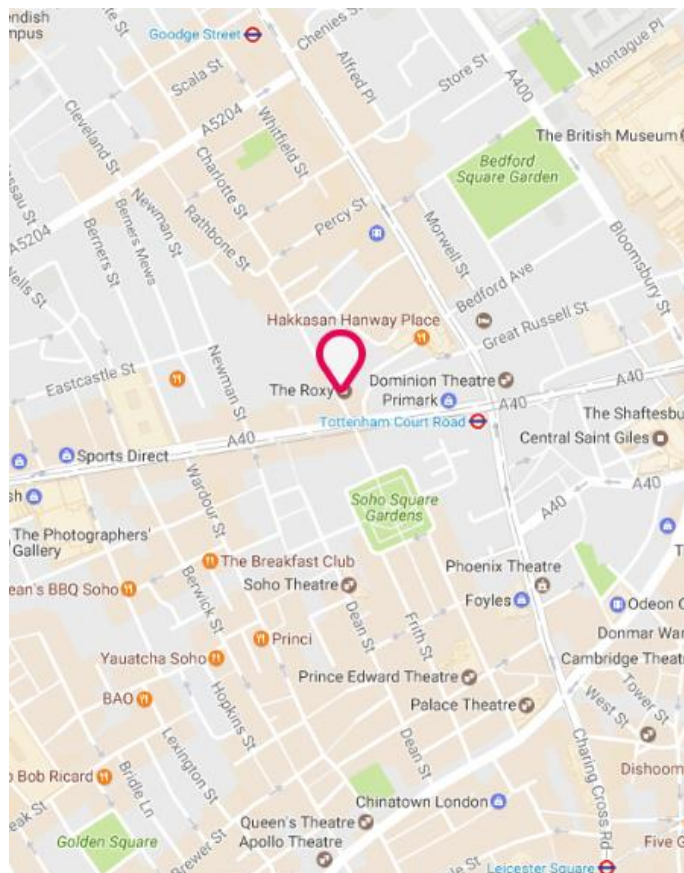 endish
mpus
Goodge Street
Chenies St
Montague Pl
Scala St
Alfred Pl
Store St
A400
Cleveland St
A5204
Whitfield St
The British Museum
Bedford
Square Garden
Charlotte St
Percy St
Newman St
Rathbone St
Berners Mews
Berners St
A5204
Morwell St
Bloomsbury St
Bedford Ave
Great Russell St
Hakkasan Hanway Place
Eastcastle St
Newman St
The Roxy
Dominion Theatre
Primark
A40
A40
Tottenham Court Road
The Shaftesbu
Central Saint Giles
A40
Sports Direct
sh
Wardour St
Soho Square
Gardens
A40
A40
The Photographers'
Gallery
The Breakfast Club
Phoenix Theatre
ean's BBQ Soho
Soho Theatre
Foyles
Odeon C
Berwick St
Dean St
Frith St
Princi
Donmar War
Yauatcha Soho
Cambridge Theat
Prince Edward Theatre
BAO
Palace Theatre
West St
Tower St
Hopkins St
Lexington St
Dean St
Charing Cross Rd
o Bob Ricard
Bridle Ln
Dishoom
Chinatown London
Golden Square
Queen's Theatre
Apollo Theatre
Brewer St
Five G
Leicester Square